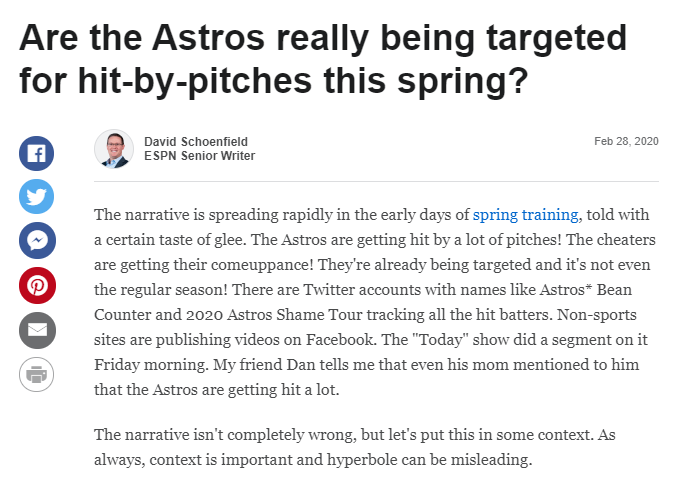 Are the Astros really being targeted
for hit-by-pitches this spring?
David Schoenfield
ESPN Senior Writer
Feb 28, 2020
The narrative is spreading rapidly in the early days of spring training, told with
a certain taste of glee. The Astros are getting hit by a lot of pitches! The cheaters
are getting their comeuppance! They're already being targeted and it's not even
the regular season! There are Twitter accounts with names like Astros* Bean
Counter and 2020 Astros Shame Tour tracking all the hit batters. Non-sports
sites are publishing videos on Facebook. The "Today" show did a segment on it
Friday morning. My friend Dan tells me that even his mom mentioned to him
that the Astros are getting hit a lot.
The narrative isn't completely wrong, but let's put this in some context. As
always, context is important and hyperbole can be misleading.